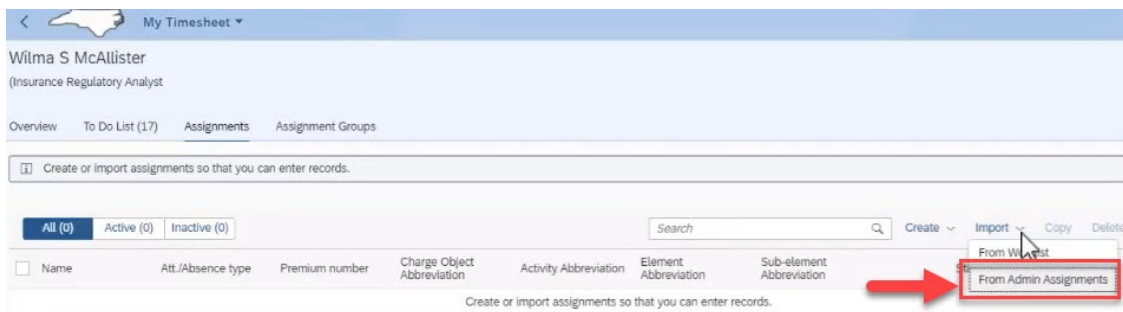 My Timesheet
Wilma S McAllister
(Insurance Regulatory Analyst
Overview To Do List (17) Assignments Assignment Groups
Create or import assignments so that you can enter records.
All (0) Active (0) Inactive (0) Search Create Import Copy Delete
From st
From Admin Assignments
Name Att./Absence type Premium number Charge Object Abbreviation Activity Abbreviation Element Abbreviation Sub-element Abbreviation
Create or import assignments so that you can enter records.